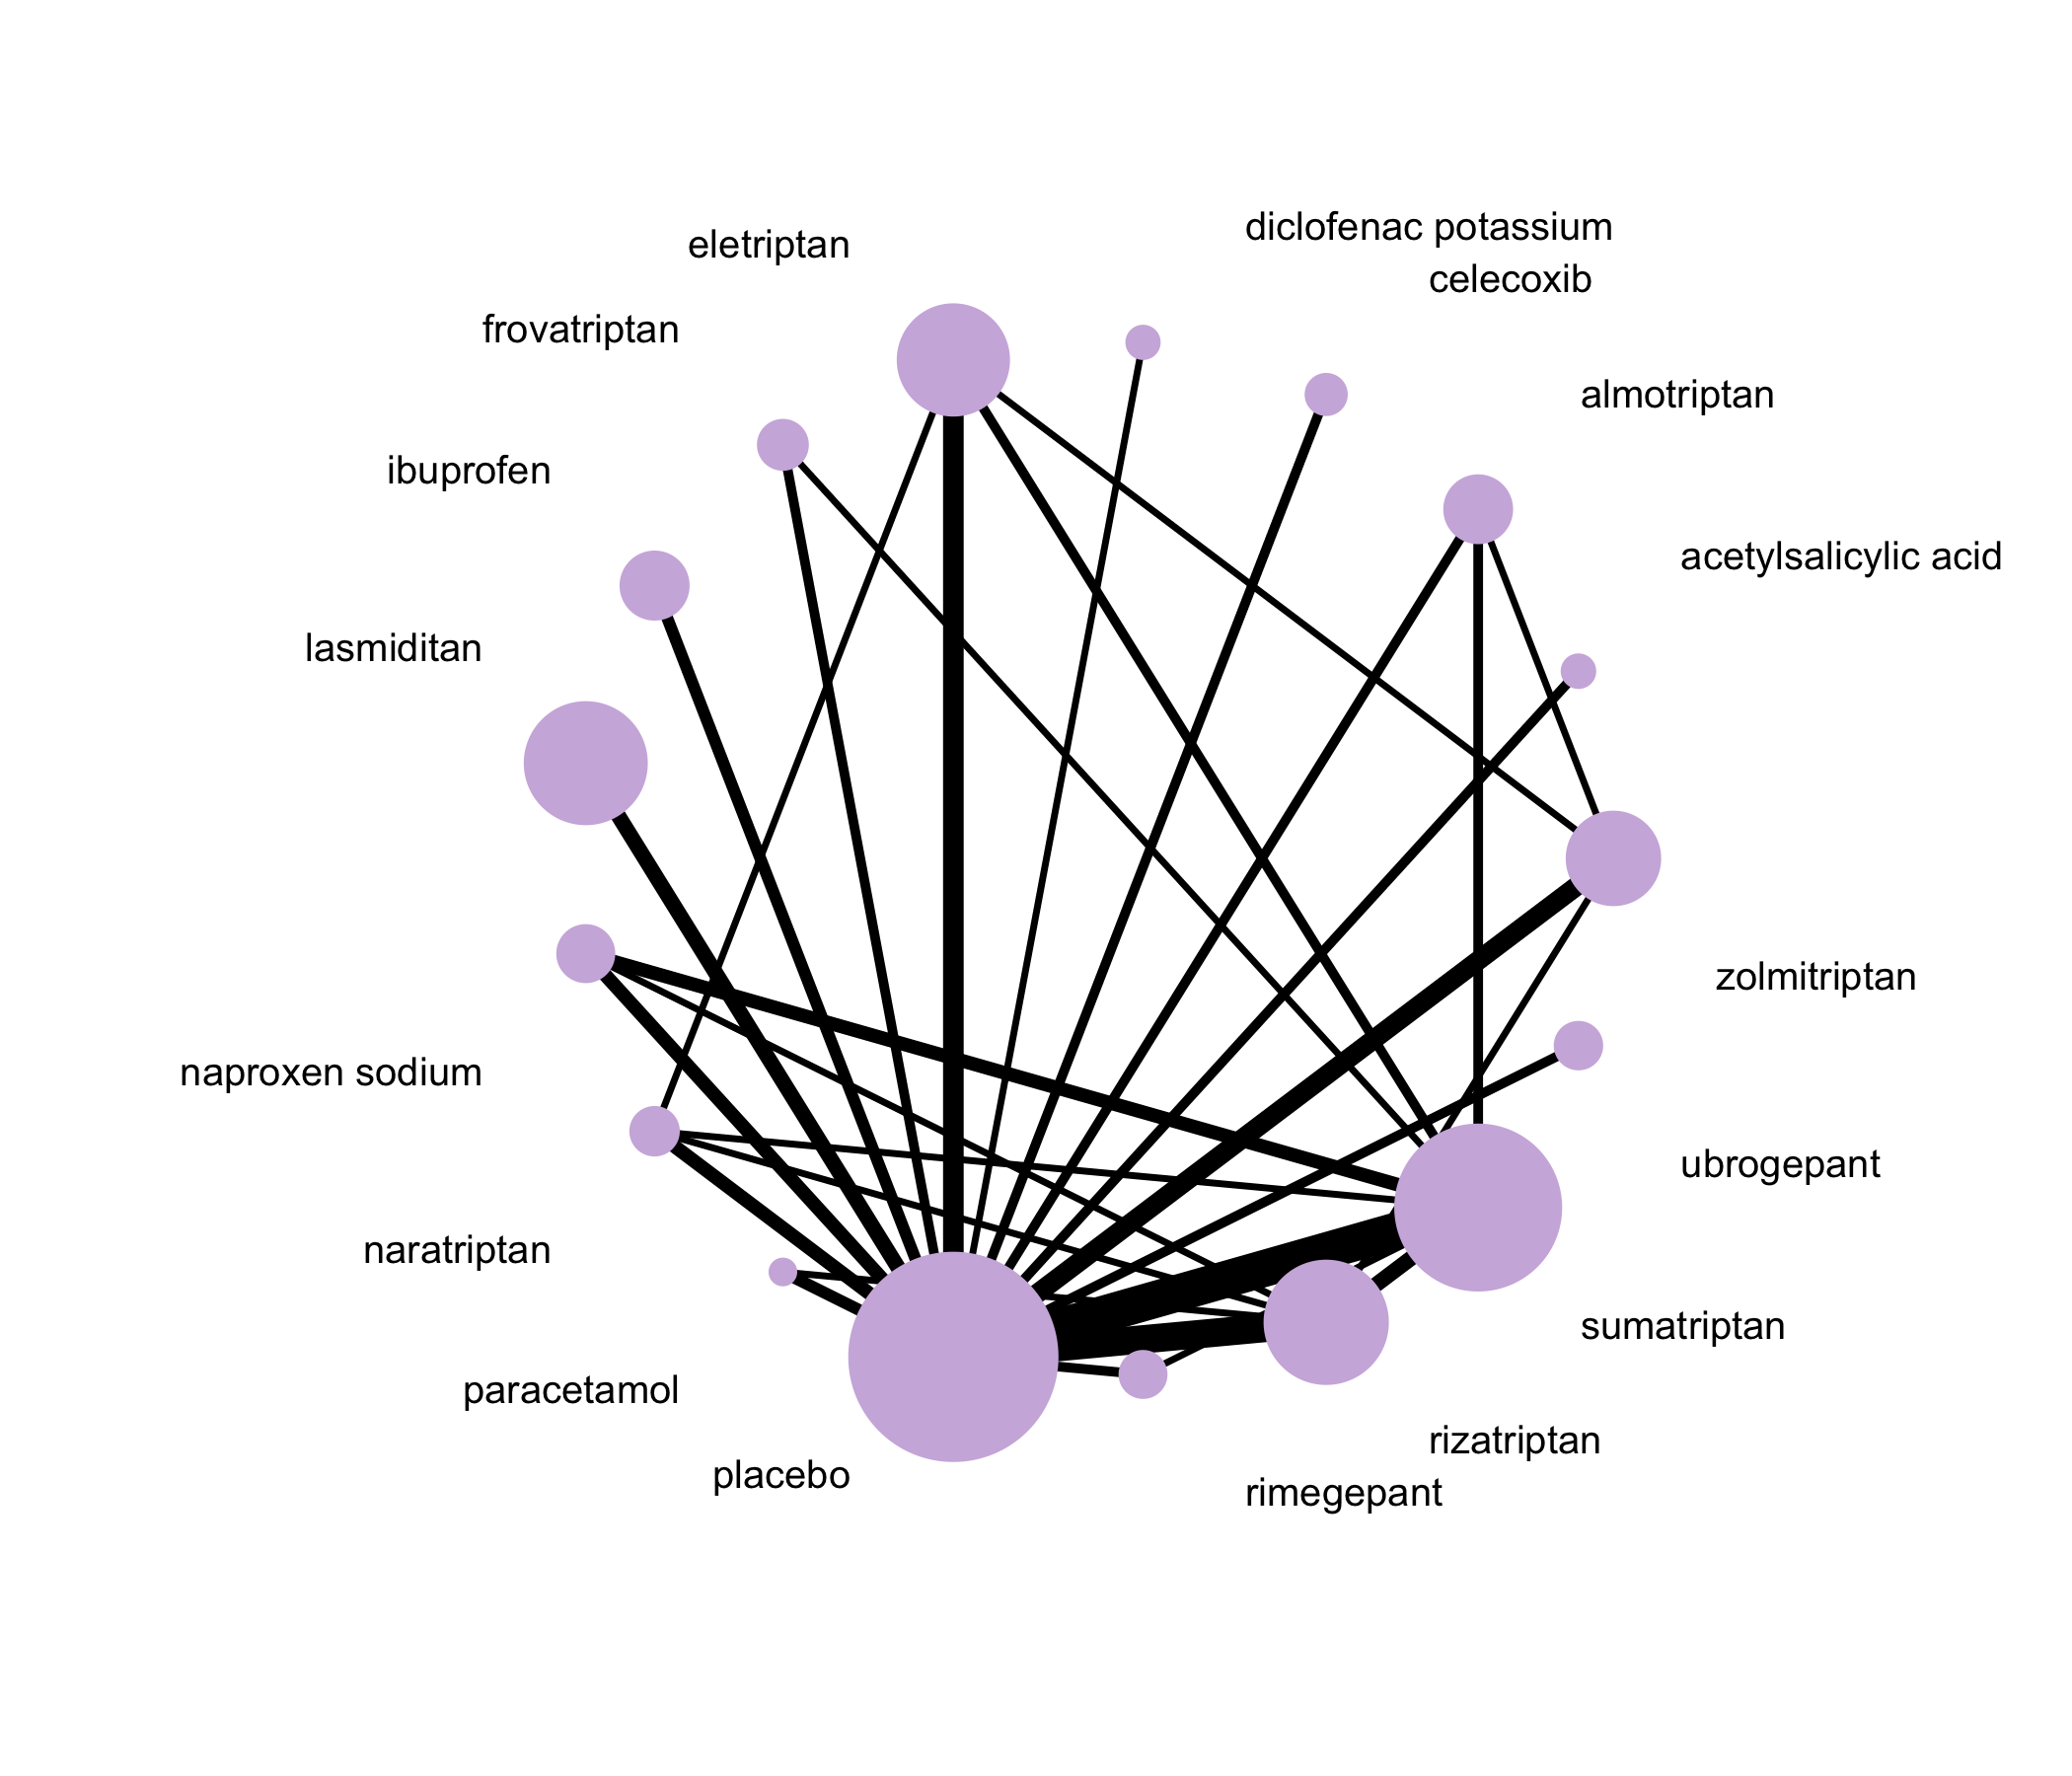 diclofenac potassium
eletriptan
celecoxib
frovatriptan
almotriptan
ibuprofen
acetylsalicylic acid
lasmiditan
zolmitriptan
naproxen sodium
ubrogepant
naratriptan
sumatriptan
paracetamol
rizatriptan
placebo
rimegepant